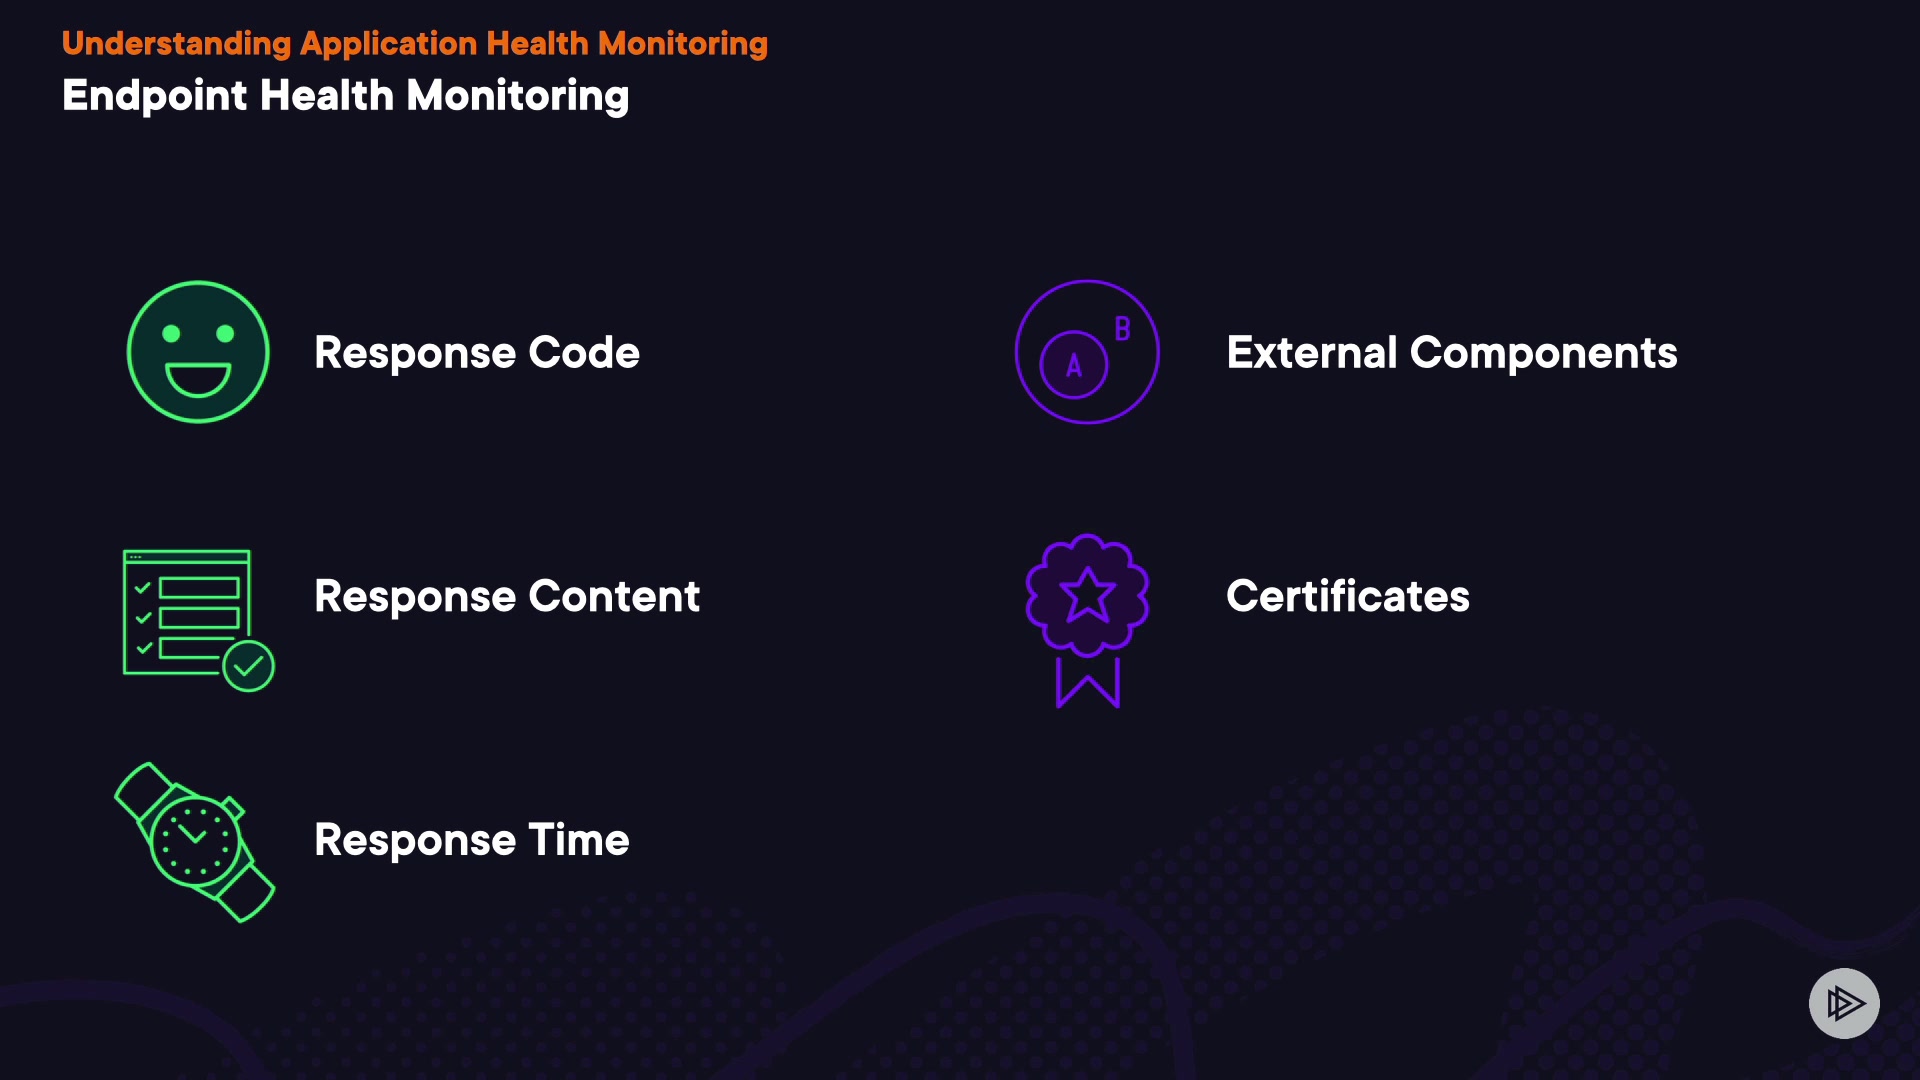 Understanding Application Health Monitoring
Endpoint Health Monitoring
Response Code
Response Content
Response Time
B
A
External Components
Certificates